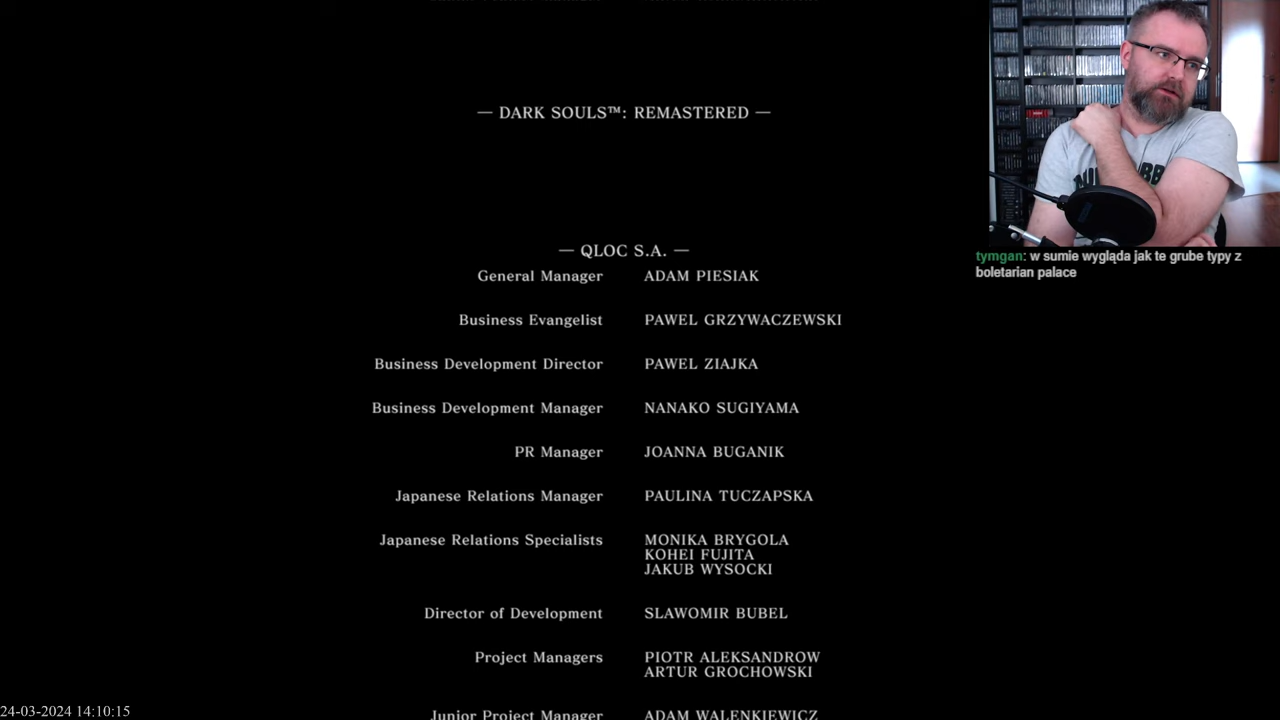 — DARK SOULS™: REMASTERED —
— QLOC S.A. —
General Manager ADAM PIESIAK
Business Evangelist PAWEL GRZYWACZEWSKI
Business Development Director PAWEL ZIAJKA
Business Development Manager NANAKO SUGIYAMA
PR Manager JOANNA BUGANIK
Japanese Relations Manager PAULINA TUCZAPSKA
Japanese Relations Specialists MONIKA BRYGOLA
KOHEI FUJITA
JAKUB WYSOCKI
Director of Development SLAWOMIR BUBEL
Project Managers PIOTR ALEKSANDROW
ARTUR GROCHOWSKI
Junior Project Manager ADAM WALENKIEWICZ
tymgan: w sumie wygląda jak te grube typy z
boletarian palace
24-03-2024 14:10:15